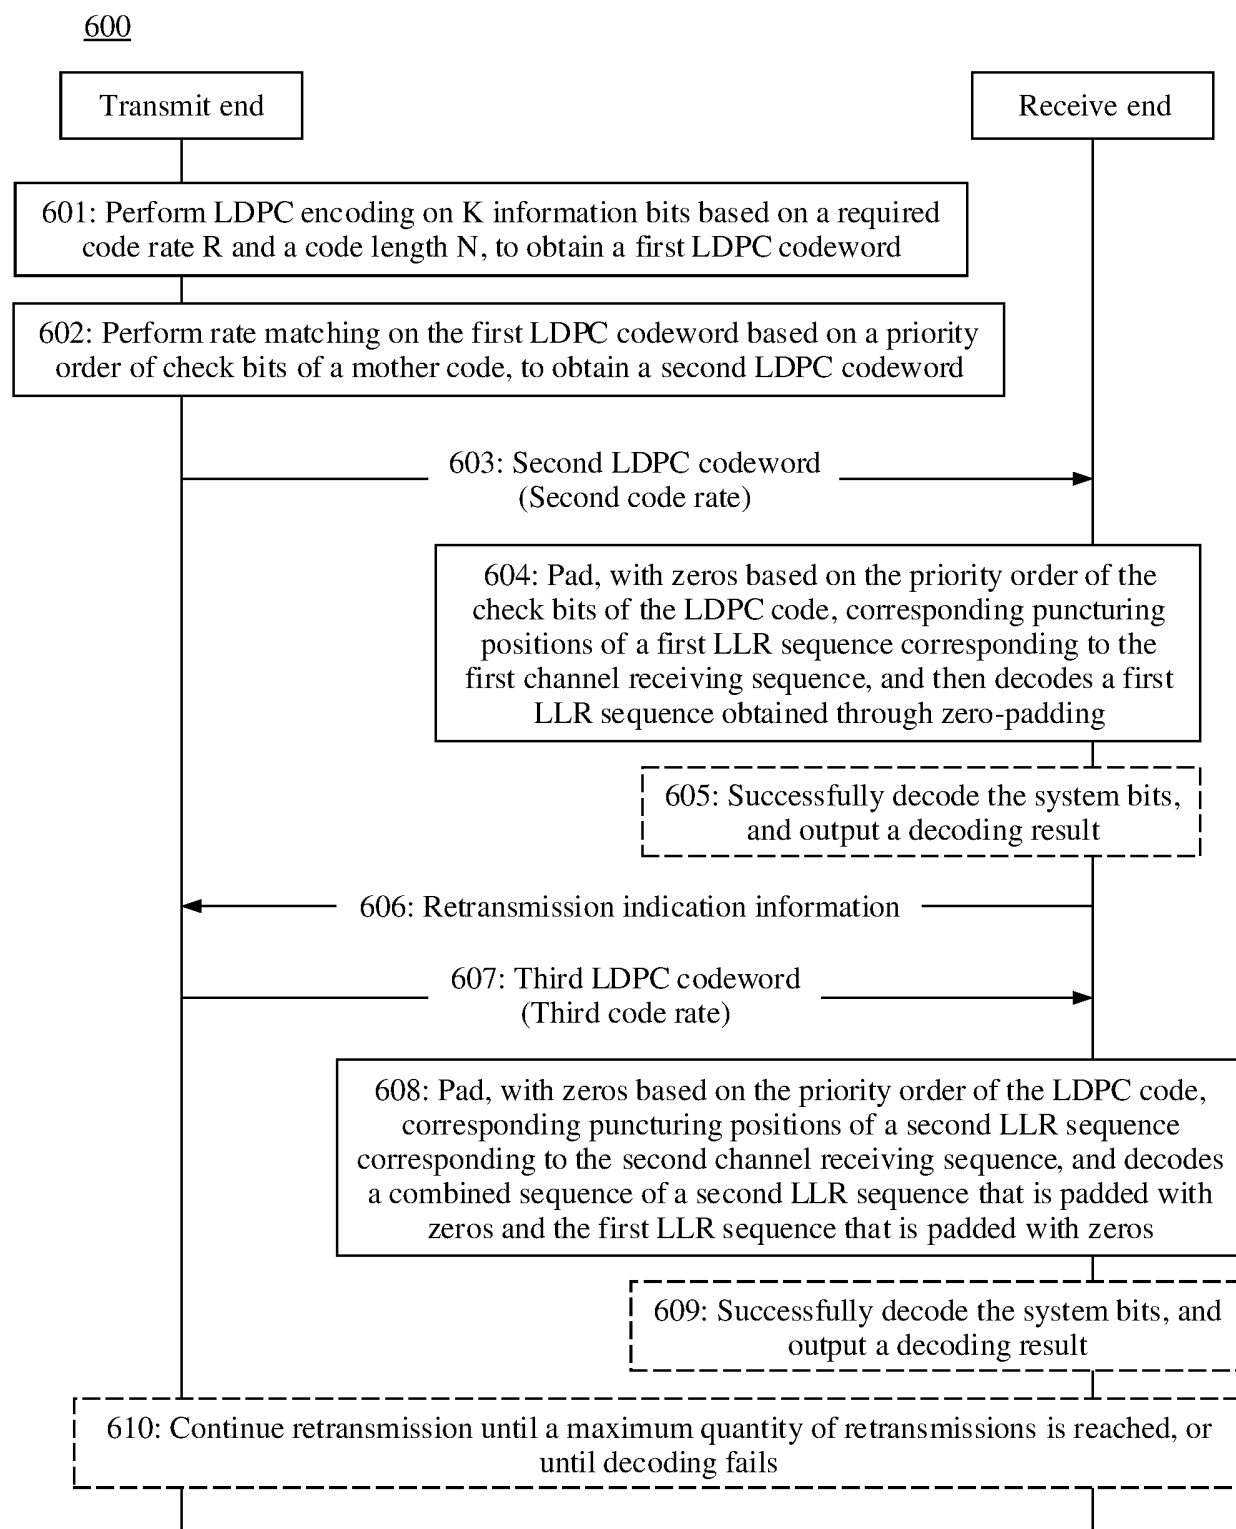 600
Transmit end
Receive end
601: Perform LDPC encoding on K information bits based on a required
code rate R and a code length N, to obtain a first LDPC codeword
602: Perform rate matching on the first LDPC codeword based on a priority
order of check bits of a mother code, to obtain a second LDPC codeword
603: Second LDPC codeword
(Second code rate)
604: Pad, with zeros based on the priority order of the
check bits of the LDPC code, corresponding puncturing
positions of a first LLR sequence corresponding to the
first channel receiving sequence, and then decodes a first
LLR sequence obtained through zero-padding
605: Successfully decode the system bits,
and output a decoding result
606: Retransmission indication information
607: Third LDPC codeword
(Third code rate)
608: Pad, with zeros based on the priority order of the LDPC code,
corresponding puncturing positions of a second LLR sequence
corresponding to the second channel receiving sequence, and decodes
a combined sequence of a second LLR sequence that is padded with
zeros and the first LLR sequence that is padded with zeros
609: Successfully decode the system bits, and
output a decoding result
610: Continue retransmission until a maximum quantity of retransmissions is reached, or
until decoding fails